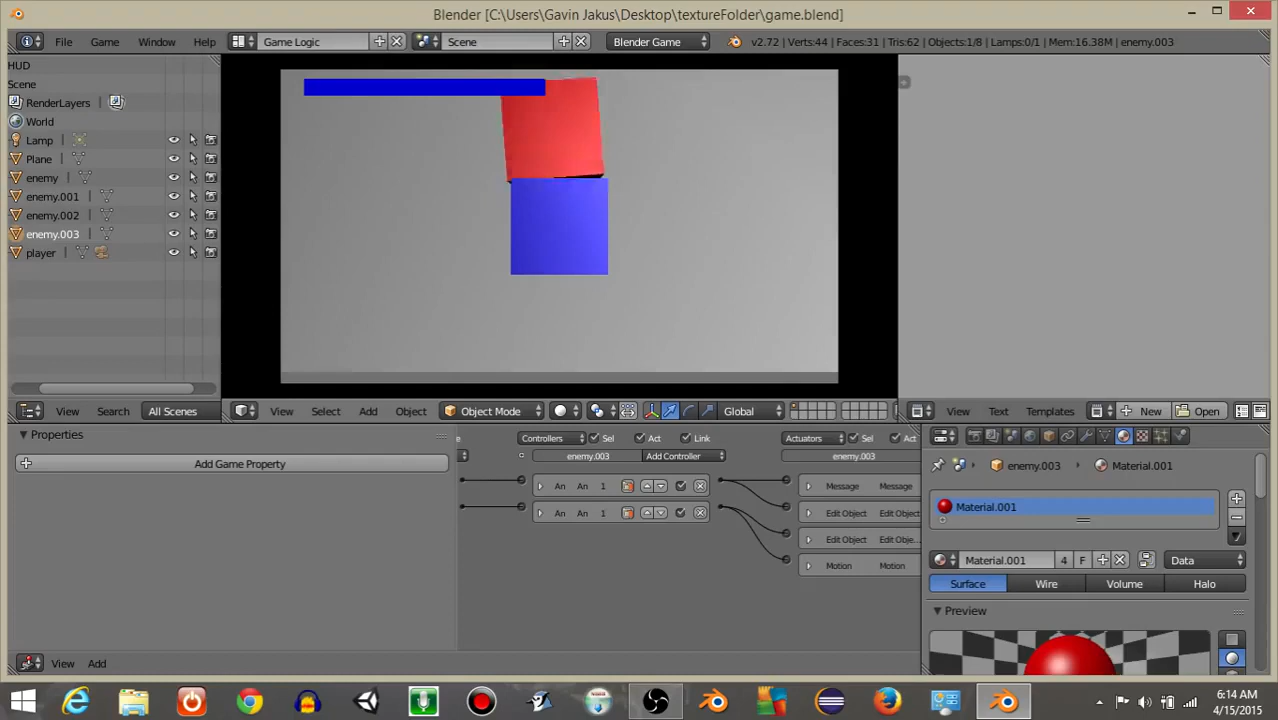 Blender [C:\Users\Gavin Jakus\Desktop\textureFolder\game.blend]
File Game Window Help Game Logic Scene Blender Game v2.72 | Verts:44 | Faces:31 | Tris:62 | Objects:1/8 | Lamps:0/1 | Mem:16.38M | enemy.003
HUD
Scene
RenderLayers
World
Lamp
Plane
enemy
enemy.001
enemy.002
enemy.003
player
View Search All Scenes View Select Add Object Object Mode Global View Text Templates New Open
Properties
Controllers Sel Act Link Actuators Sel Act
enemy.003 Add Controller enemy.003
Add Game Property
enemy.003 Material.001
An An 1 Message Message
An An 1 Edit Object Edit Object
Edit Object Edit Obje...
Motion Motion
Material.001
Material.001 4 F Data
Surface Wire Volume Halo
Preview
View Add
6:14 AM
4/15/2015